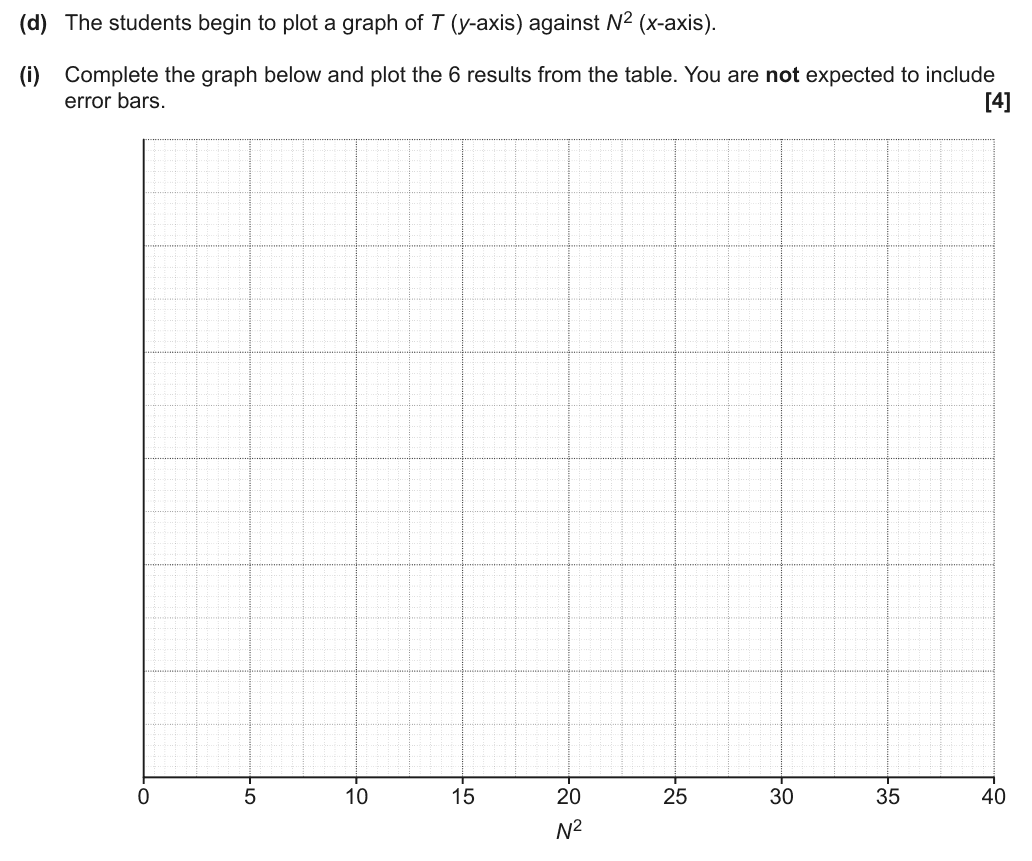 (d) The students begin to plot a graph of T (y-axis) against N² (x-axis).
(i) Complete the graph below and plot the 6 results from the table. You are not expected to include
error bars. [4]
0 5 10 15 20 25 30 35 40
N²